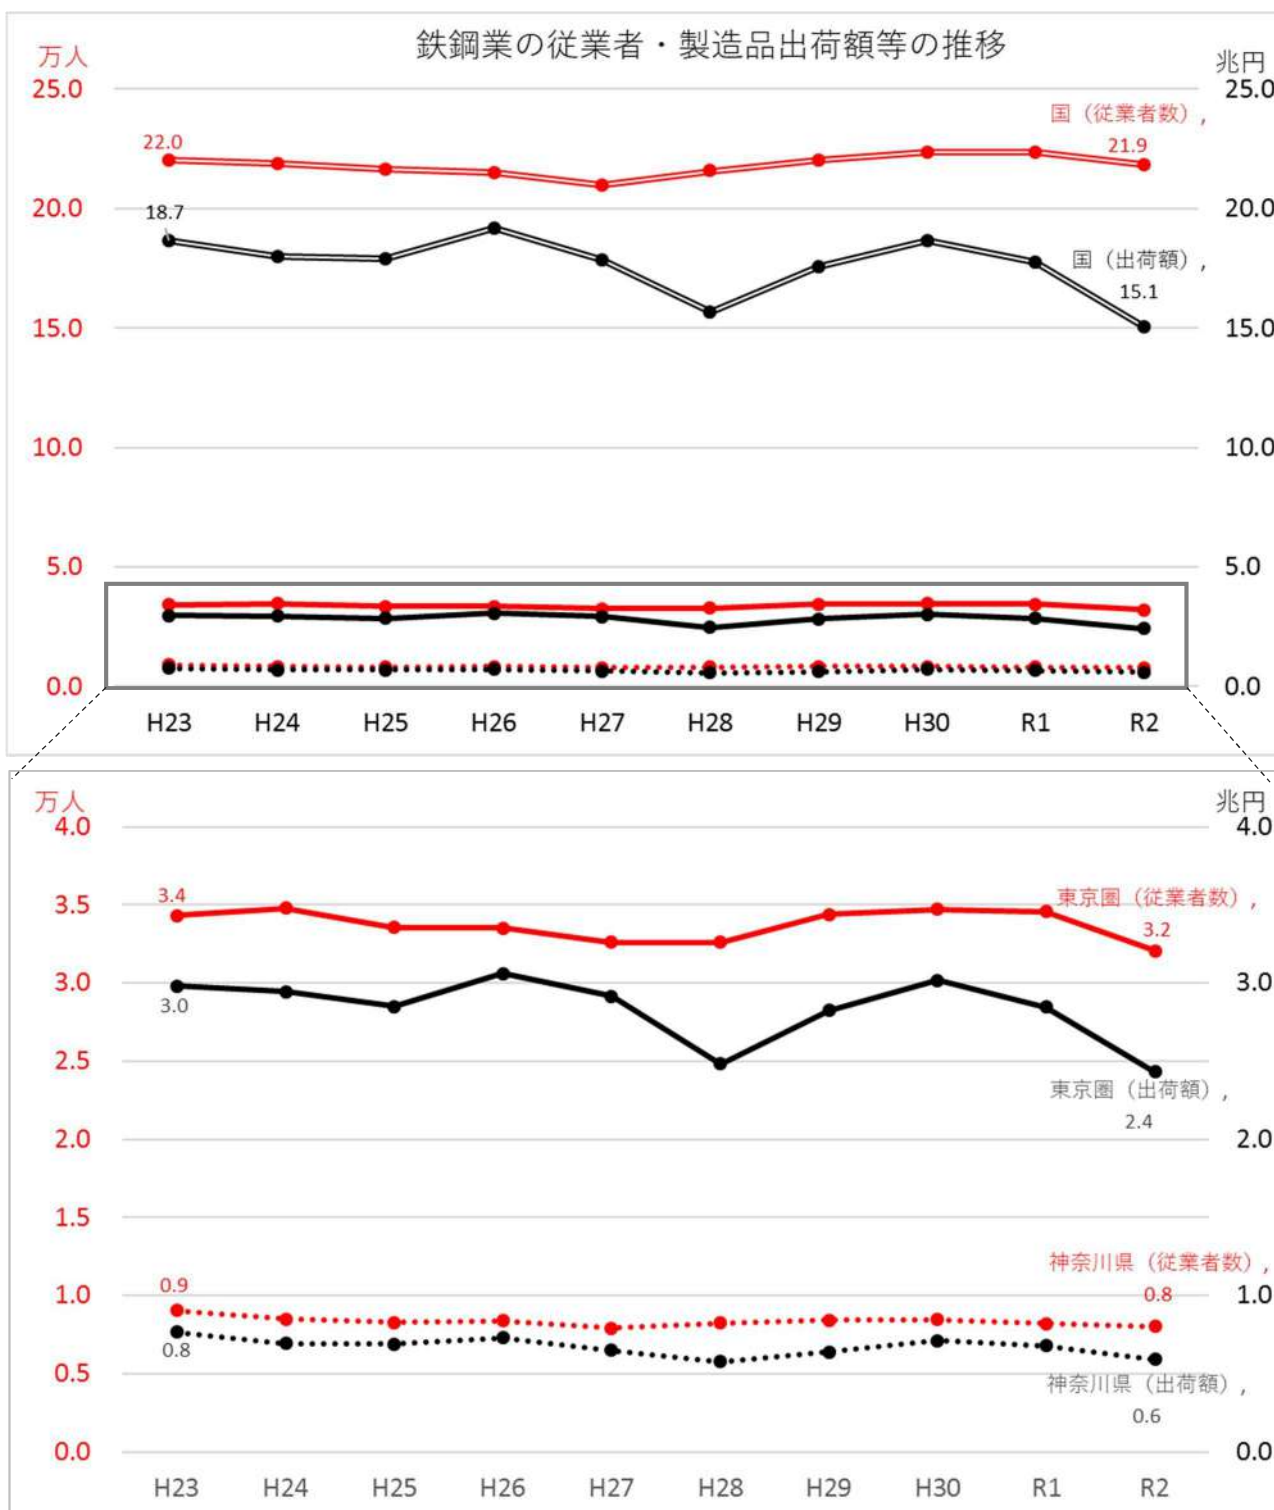 鉄鋼業の従業者・製造品出荷額等の推移
万人
兆円
25.0
25.0
国（従業者数）,
21.9
22.0
20.0
20.0
18.7
国（出荷額）,
15.1
15.0
15.0
10.0
10.0
5.0
5.0
0.0
0.0
H23 H24 H25 H26 H27 H28 H29 H30 R1 R2
万人
兆円
4.0
4.0
3.5
3.4
東京圏（従業者数）,
3.2
3.0
3.0
3.0
2.5
東京圏（出荷額）,
2.4
2.0
2.0
1.5
神奈川県（従業者数）,
0.8
0.9
1.0
1.0
0.8
0.5
神奈川県（出荷額）,
0.6
0.0
0.0
H23 H24 H25 H26 H27 H28 H29 H30 R1 R2